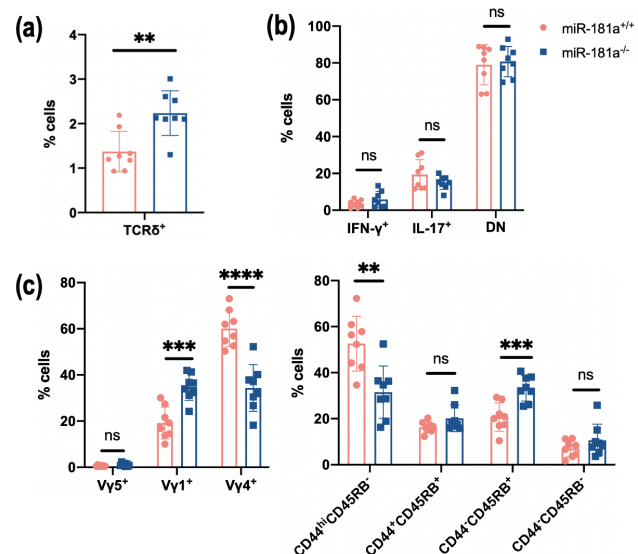 (a)
**
% cells
4
3
2
1
0
TCRδ⁺
(b)
ns
miR-181a⁺/⁺
miR-181a⁻/⁻
% cells
100
80
60
40
20
0
ns
ns
IFN-γ⁺ IL-17⁺ DN
(c)
% cells
80
60
40
20
0
ns
***
****
Vγ5⁺ Vγ1⁺ Vγ4⁺
% cells
80
60
40
20
0
**
ns
***
ns
CD44ʰⁱCD45RB⁻
CD44⁺CD45RB⁺
CD44⁻CD45RB⁺
CD44⁻CD45RB⁻